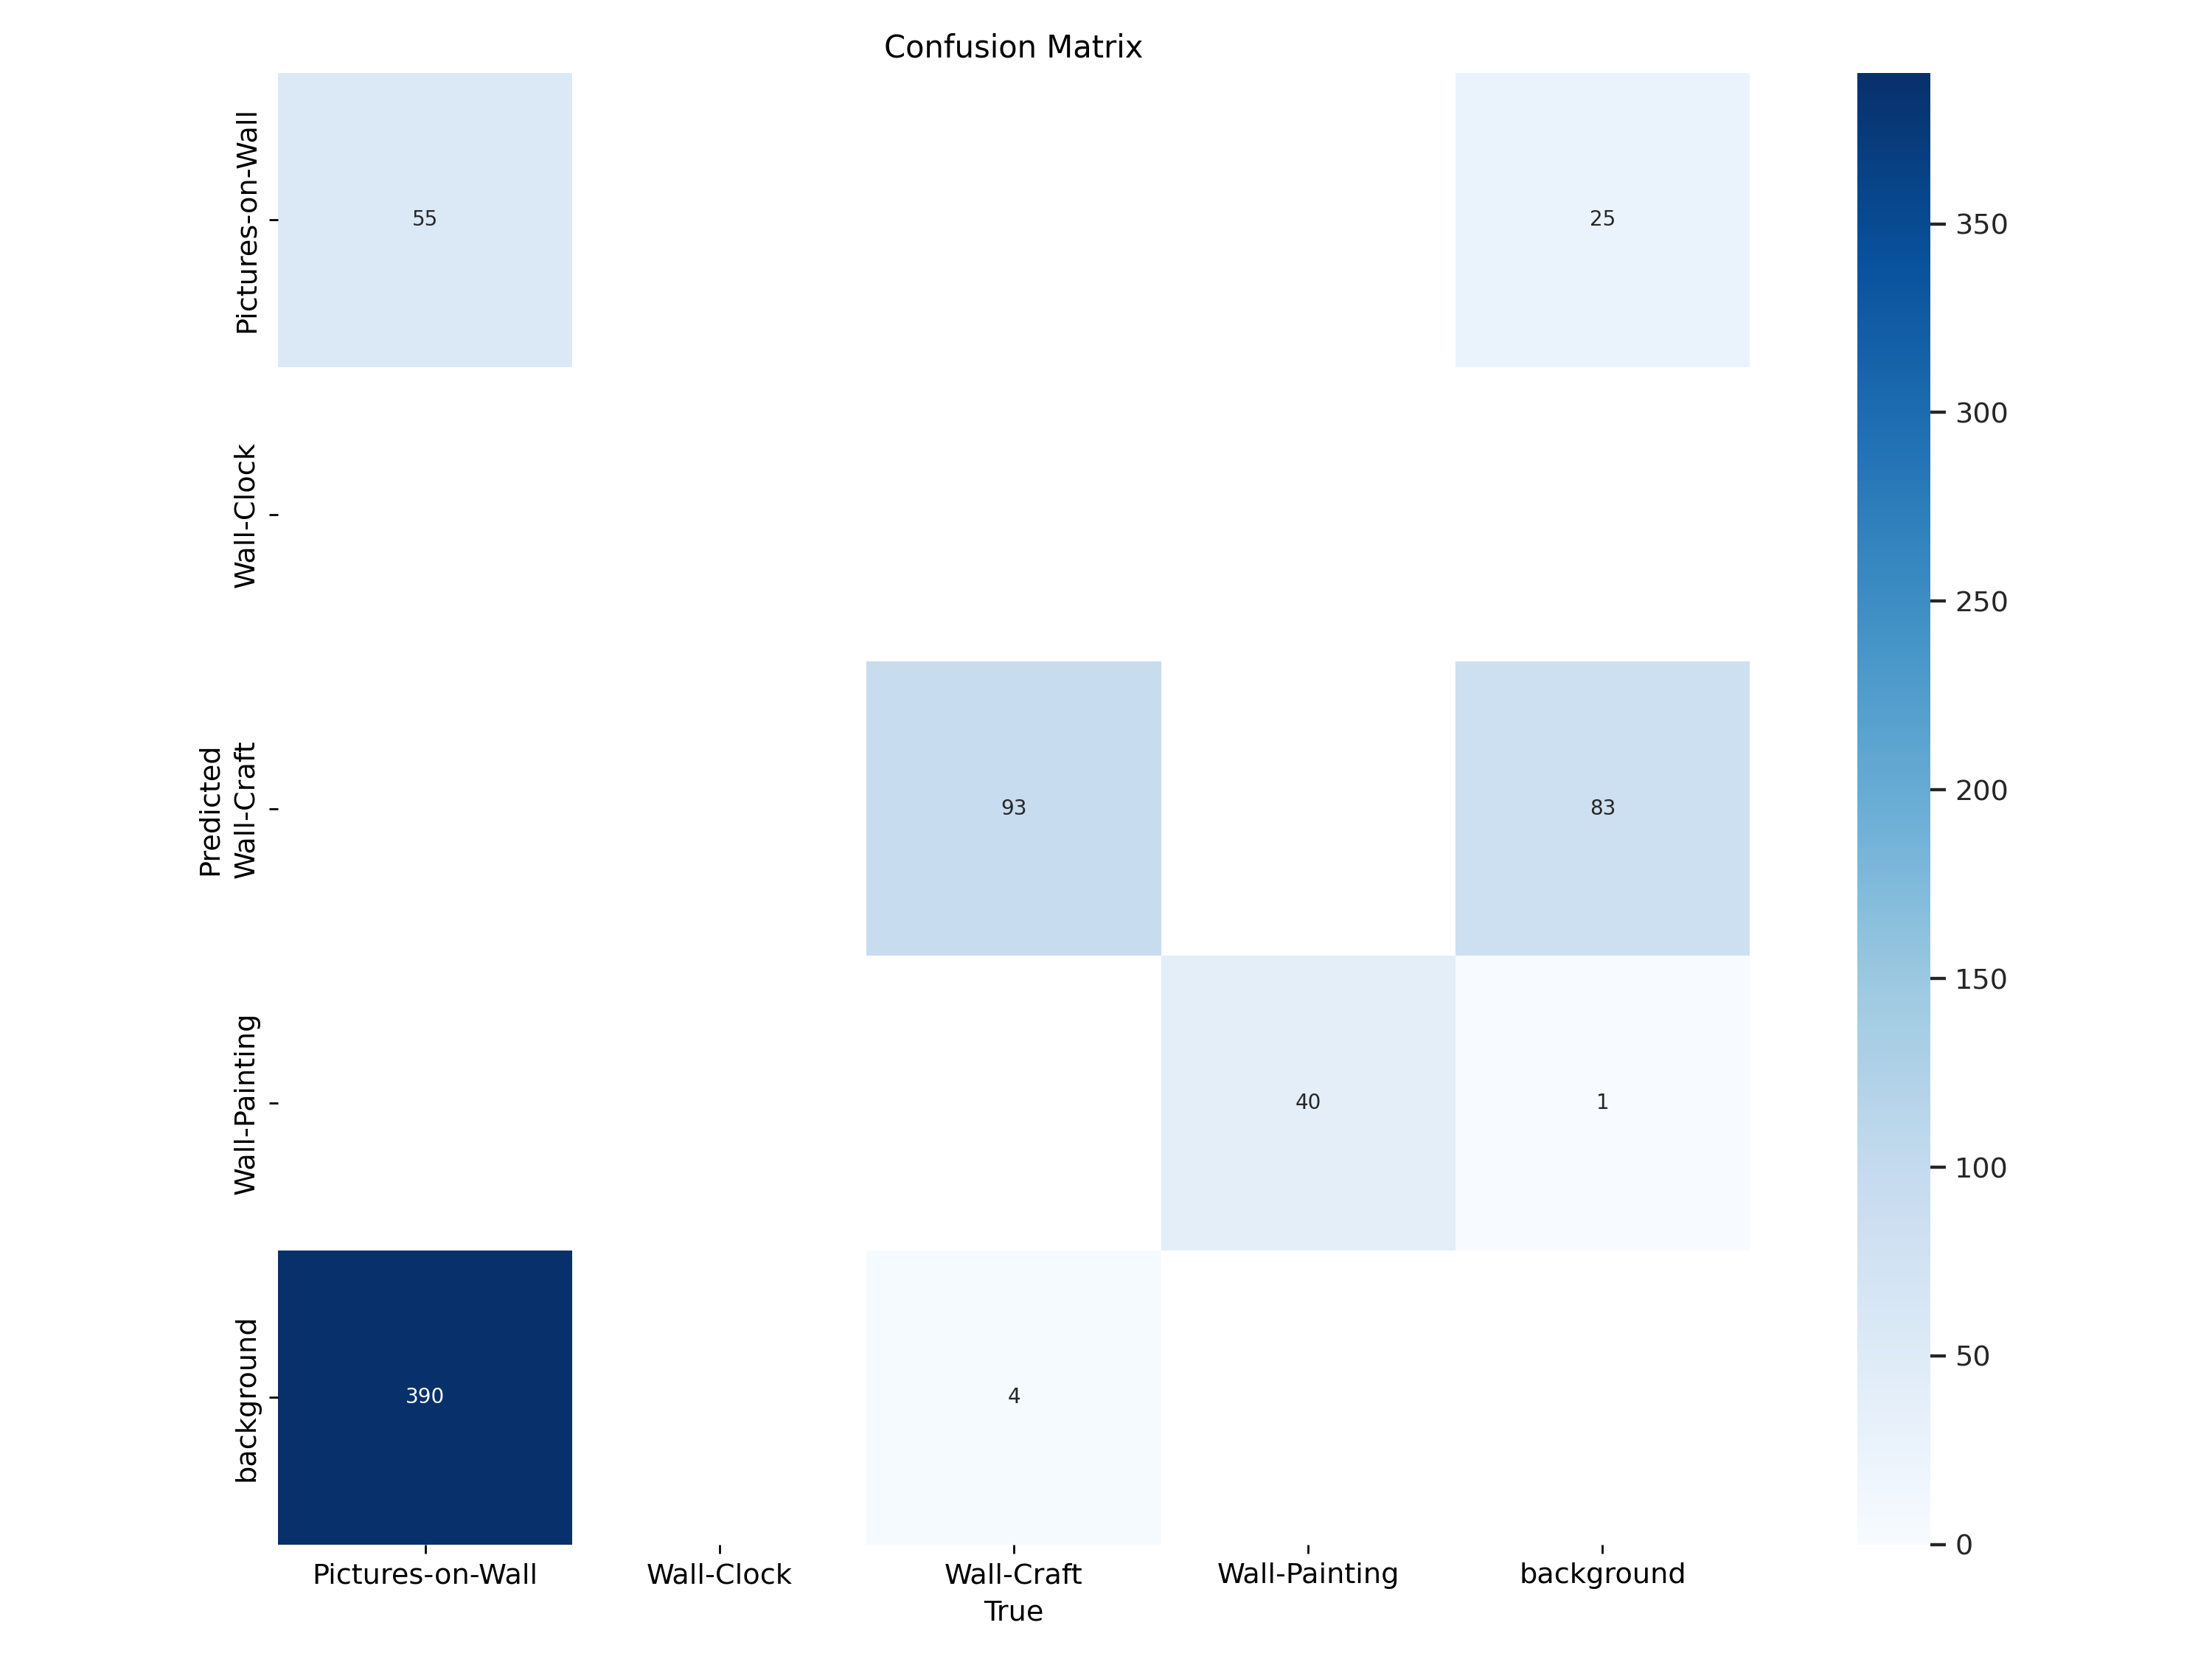 Confusion Matrix
Pictures-on-Wall
55
25
350
300
Wall-Clock
250
200
Predicted
Wall-Craft
93
83
150
100
Wall-Painting
40
1
50
background
390
4
0
Pictures-on-Wall Wall-Clock Wall-Craft Wall-Painting background
True